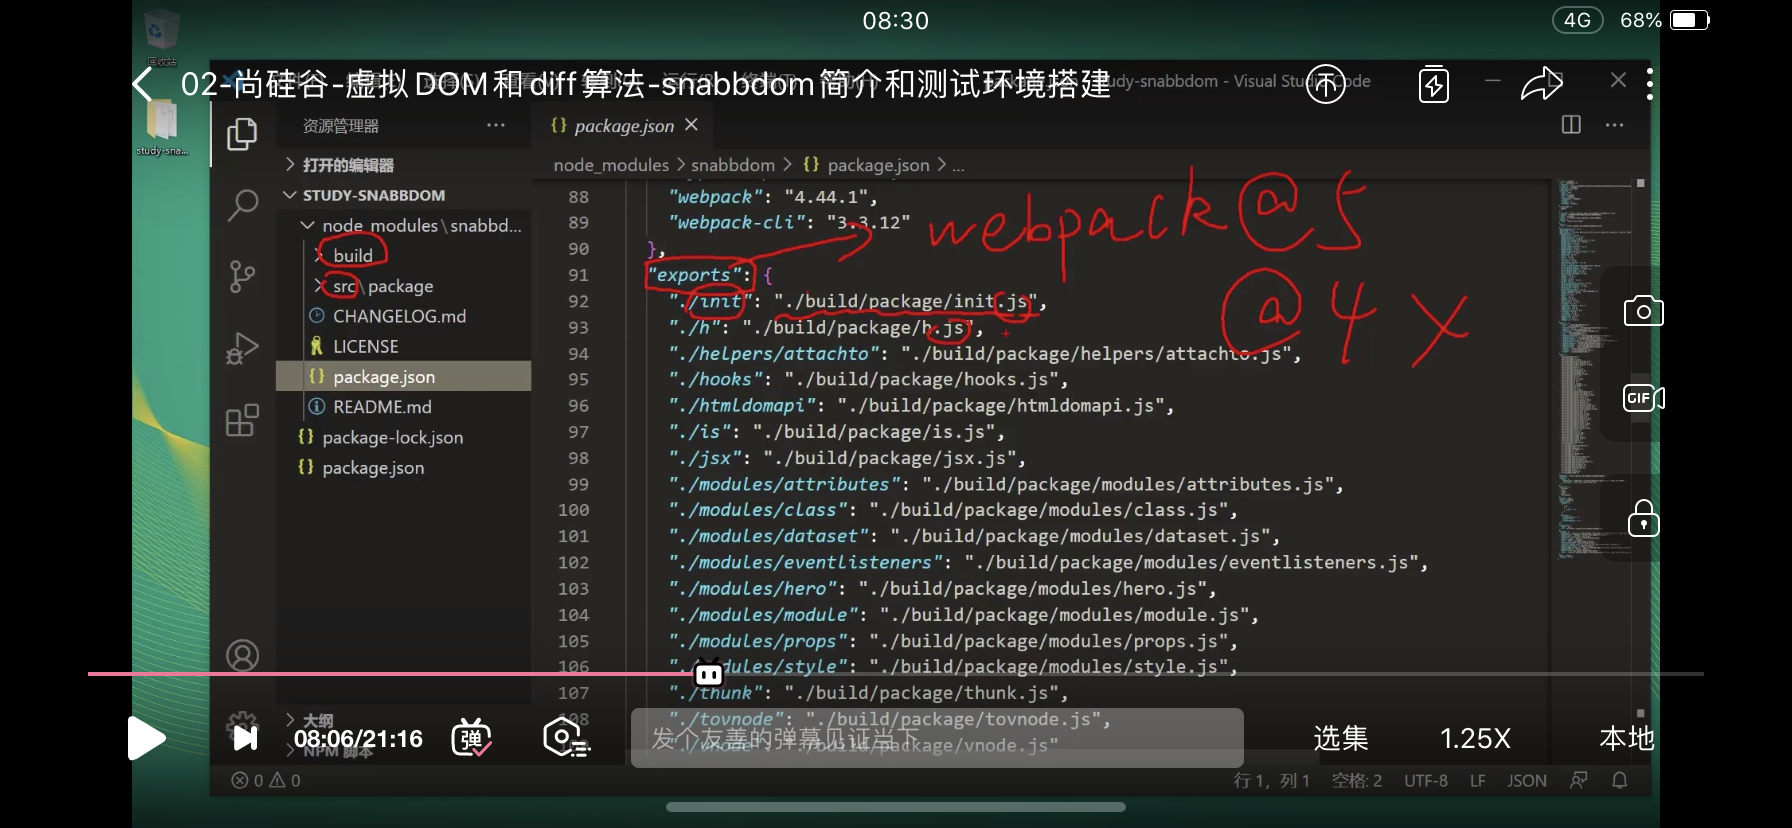 08:30
4G 68%
回收站
02-尚硅谷-虚拟DOM和diff算法-snabbdom简介和测试环境搭建
study-snabbdom - Visual Studio Code
study-sna...
资源管理器
{} package.json
打开的编辑器
node_modules > snabbdom > {} package.json > ...
STUDY-SNABBDOM
node_modules \ snabbd...
build
src \ package
CHANGELOG.md
LICENSE
{} package.json
README.md
{} package-lock.json
{} package.json
88 "webpack": "4.44.1",
89 "webpack-cli": "3.3.12"
90 },
91 "exports": {
92 "./init": "./build/package/init.js",
93 "./h": "./build/package/h.js",
94 "./helpers/attachto": "./build/package/helpers/attachto.js",
95 "./hooks": "./build/package/hooks.js",
96 "./htmldomapi": "./build/package/htmldomapi.js",
97 "./is": "./build/package/is.js",
98 "./jsx": "./build/package/jsx.js",
99 "./modules/attributes": "./build/package/modules/attributes.js",
100 "./modules/class": "./build/package/modules/class.js",
101 "./modules/dataset": "./build/package/modules/dataset.js",
102 "./modules/eventlisteners": "./build/package/modules/eventlisteners.js",
103 "./modules/hero": "./build/package/modules/hero.js",
104 "./modules/module": "./build/package/modules/module.js",
105 "./modules/props": "./build/package/modules/props.js",
106 "./modules/style": "./build/package/modules/style.js",
107 "./thunk": "./build/package/thunk.js",
108 "./tovnode": "./build/package/tovnode.js",
"./vnode": "./build/package/vnode.js"
webpack@5
@4 X
GIF
大纲
NPM 脚本
08:06/21:16
弹
发个友善的弹幕见证当下
选集
1.25X
本地
0 0
行 1，列 1 空格: 2 UTF-8 LF JSON